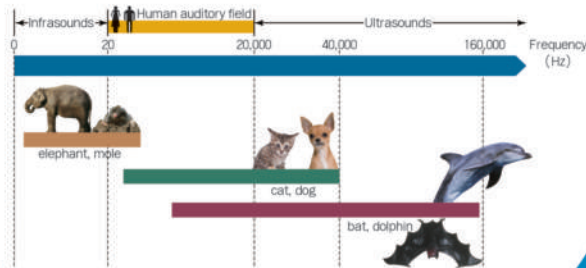 Infrasounds
Human auditory field
Ultrasounds
0
20
20,000
40,000
160,000
Frequency
(Hz)
elephant, mole
cat, dog
bat, dolphin